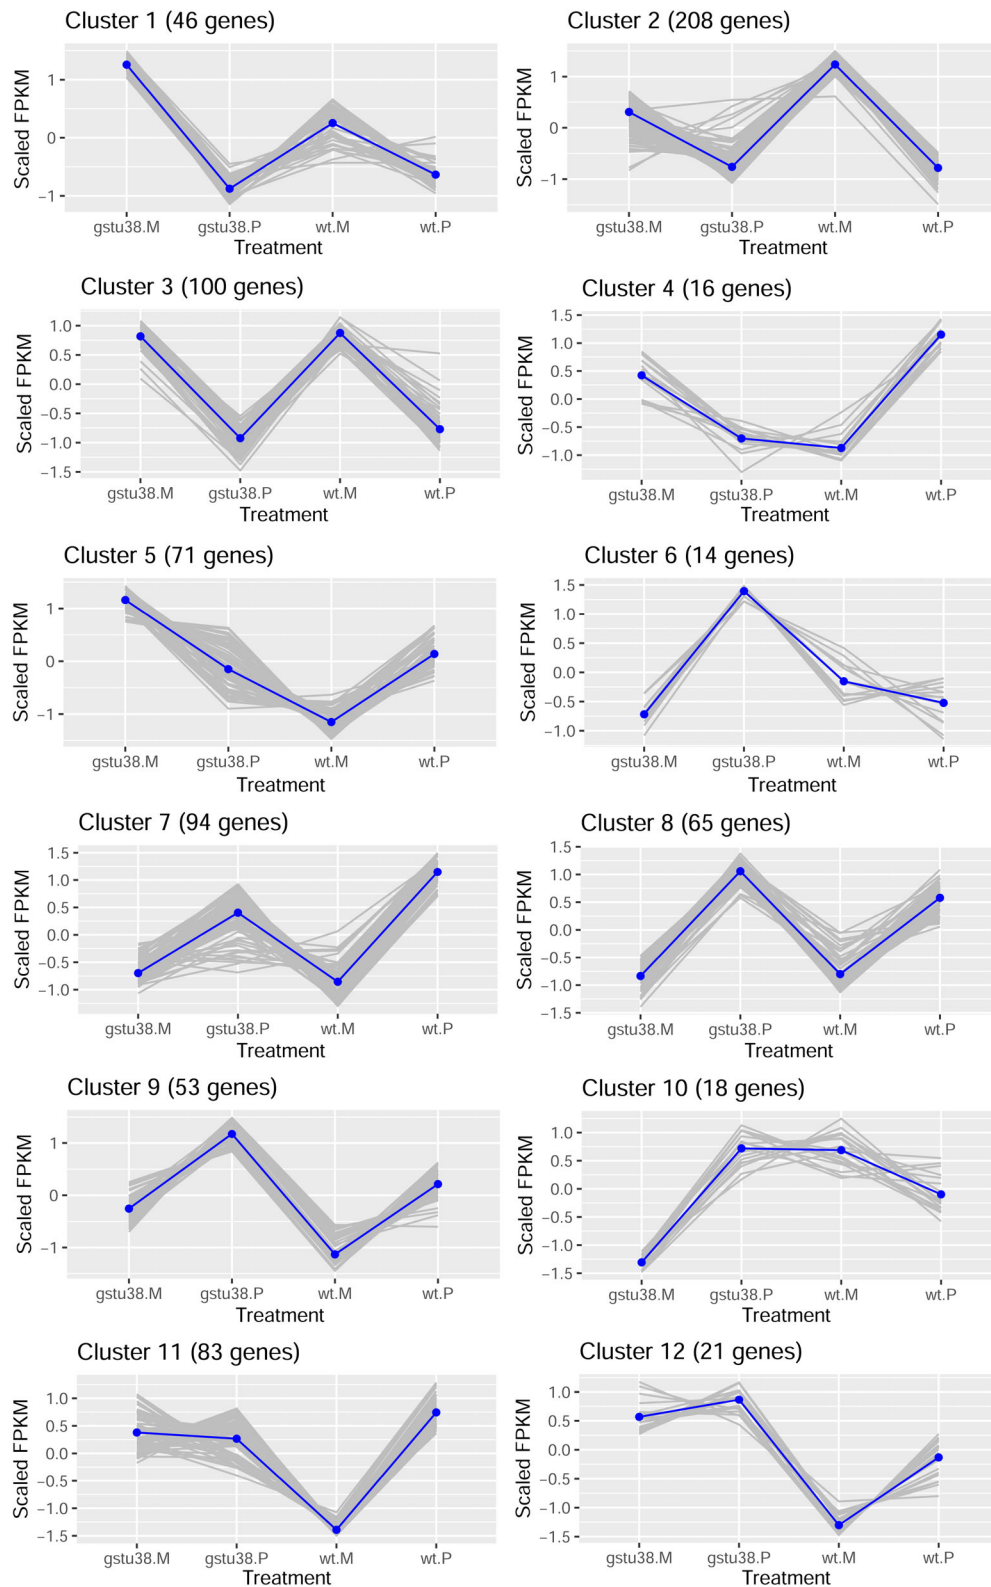 Cluster 1 (46 genes)
Scaled FPKM
1
0
−1
gstu38.M gstu38.P wt.M wt.P
Treatment
Cluster 2 (208 genes)
Scaled FPKM
1
0
−1
gstu38.M gstu38.P wt.M wt.P
Treatment
Cluster 3 (100 genes)
Scaled FPKM
1.0
0.5
0.0
−0.5
−1.0
−1.5
gstu38.M gstu38.P wt.M wt.P
Treatment
Cluster 4 (16 genes)
Scaled FPKM
1.5
1.0
0.5
0.0
−0.5
−1.0
gstu38.M gstu38.P wt.M wt.P
Treatment
Cluster 5 (71 genes)
Scaled FPKM
1
0
−1
gstu38.M gstu38.P wt.M wt.P
Treatment
Cluster 6 (14 genes)
Scaled FPKM
1.5
1.0
0.5
0.0
−0.5
−1.0
gstu38.M gstu38.P wt.M wt.P
Treatment
Cluster 7 (94 genes)
Scaled FPKM
1.5
1.0
0.5
0.0
−0.5
−1.0
gstu38.M gstu38.P wt.M wt.P
Treatment
Cluster 8 (65 genes)
Scaled FPKM
1.5
1.0
0.5
0.0
−0.5
−1.0
−1.5
gstu38.M gstu38.P wt.M wt.P
Treatment
Cluster 9 (53 genes)
Scaled FPKM
1
0
−1
gstu38.M gstu38.P wt.M wt.P
Treatment
Cluster 10 (18 genes)
Scaled FPKM
1.0
0.5
0.0
−0.5
−1.0
−1.5
gstu38.M gstu38.P wt.M wt.P
Treatment
Cluster 11 (83 genes)
Scaled FPKM
1.0
0.5
0.0
−0.5
−1.0
−1.5
gstu38.M gstu38.P wt.M wt.P
Treatment
Cluster 12 (21 genes)
Scaled FPKM
1.0
0.5
0.0
−0.5
−1.0
−1.5
gstu38.M gstu38.P wt.M wt.P
Treatment